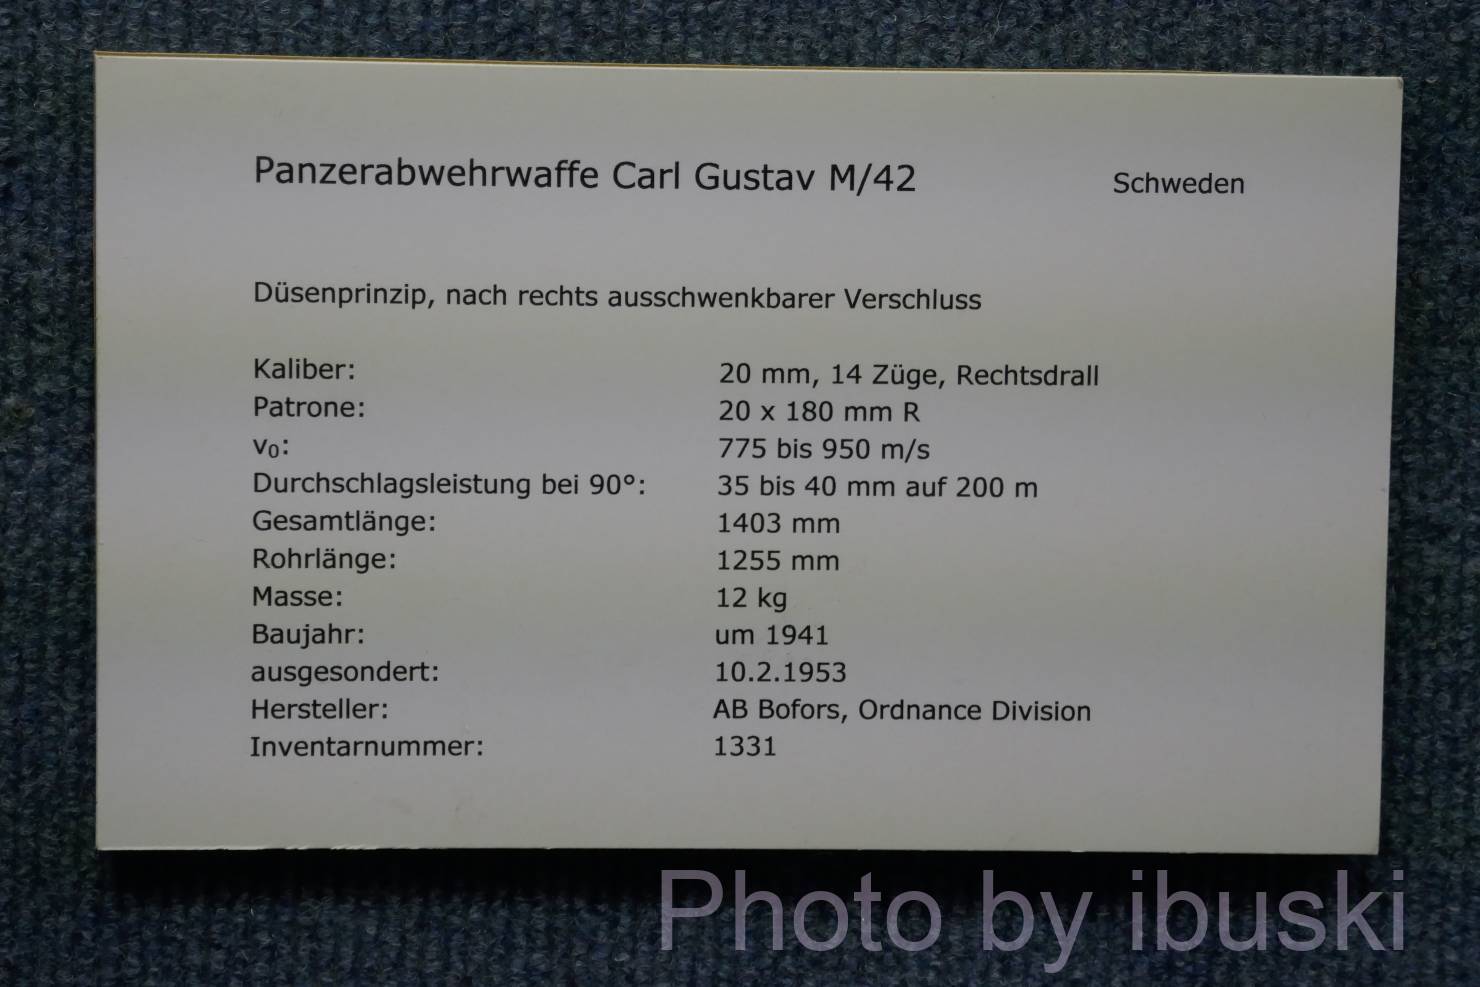 Panzerabwehrwaffe Carl Gustav M/42 Schweden
Düsenprinzip, nach rechts ausschwenkbarer Verschluss
Kaliber: 20 mm, 14 Züge, Rechtsdrall
Patrone: 20 x 180 mm R
v₀: 775 bis 950 m/s
Durchschlagsleistung bei 90°: 35 bis 40 mm auf 200 m
Gesamtlänge: 1403 mm
Rohrlänge: 1255 mm
Masse: 12 kg
Baujahr: um 1941
ausgesondert: 10.2.1953
Hersteller: AB Bofors, Ordnance Division
Inventarnummer: 1331
Photo by ibuski